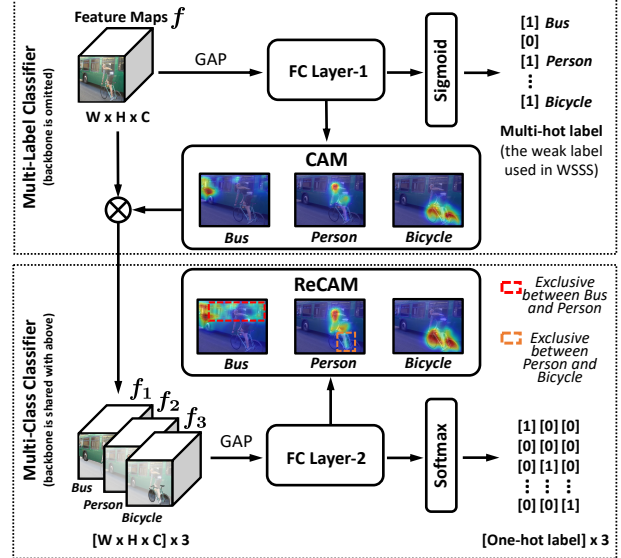 Multi-Label Classifier
(backbone is omitted)
Feature Maps f
W x H x C
GAP
FC Layer-1
Sigmoid
[1] Bus
[0]
[1] Person
⋮
[1] Bicycle
Multi-hot label
(the weak label
used in WSSS)
CAM
Bus Person Bicycle
Multi-Class Classifier
(backbone is shared with above)
ReCAM
Bus Person Bicycle
Exclusive
between Bus
and Person
Exclusive
between
Person and
Bicycle
f1
f2
f3
Bus
Person
Bicycle
[W x H x C] x 3
GAP
FC Layer-2
Softmax
[1] [0] [0]
[0] [0] [0]
[0] [1] [0]
⋮ ⋮ ⋮
[0] [0] [1]
[One-hot label] x 3